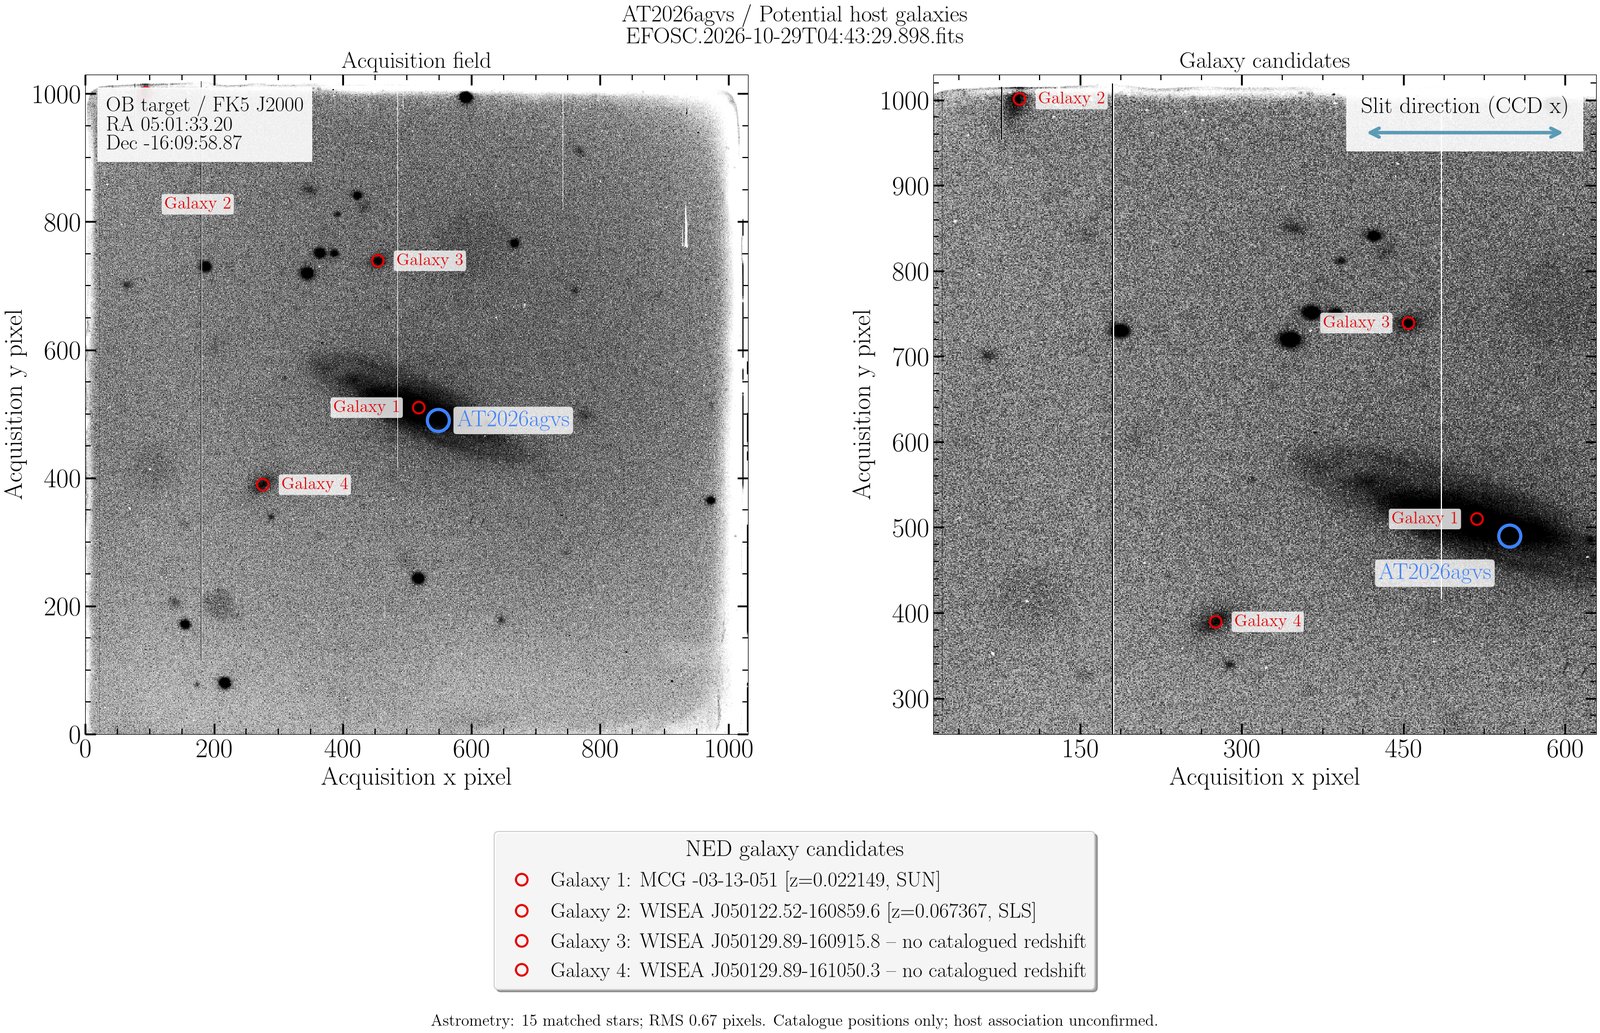 AT2026agvs / Potential host galaxies
EFOSC.2026-10-29T04:43:29.898.fits
Acquisition field
OB target / FK5 J2000
RA 05:01:33.20
Dec -16:09:58.87
Galaxy 2
Galaxy 3
Galaxy 1
AT2026agvs
Galaxy 4
1000
800
600
400
200
0
0 200 400 600 800 1000
Acquisition x pixel
Acquisition y pixel
Galaxy candidates
Slit direction (CCD x)
Galaxy 2
Galaxy 3
Galaxy 1
AT2026agvs
Galaxy 4
1000
900
800
700
600
500
400
300
150 300 450 600
Acquisition x pixel
Acquisition y pixel
NED galaxy candidates
Galaxy 1: MCG -03-13-051 [z=0.022149, SUN]
Galaxy 2: WISEA J050122.52-160859.6 [z=0.067367, SLS]
Galaxy 3: WISEA J050129.89-160915.8 – no catalogued redshift
Galaxy 4: WISEA J050129.89-161050.3 – no catalogued redshift
Astrometry: 15 matched stars; RMS 0.67 pixels. Catalogue positions only; host association unconfirmed.